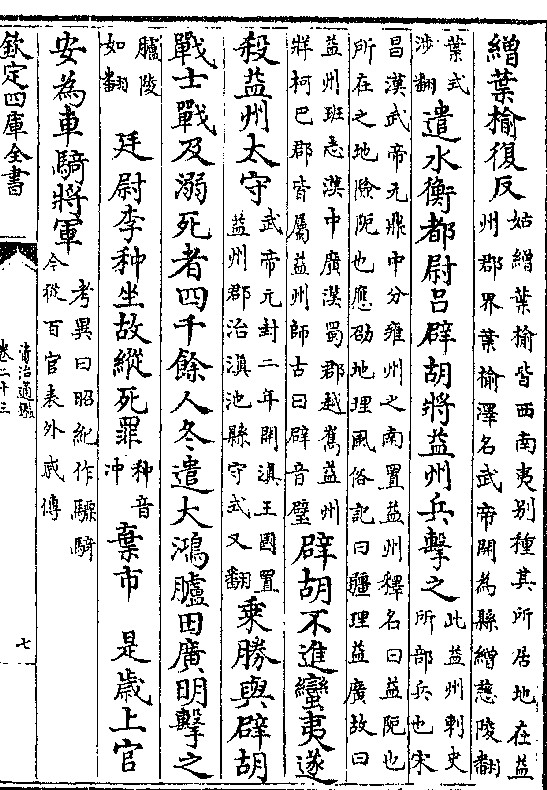 繒葉榆復反姑繒葉榆皆西南夷别種其所居地在益州郡界葉榆澤名武帝開為縣繒慈陵翻
葉式涉翻遣水衡都尉吕辟胡將益州兵擊之此益州刺史所部兵也宋
昌漢武帝元鼎中分雍州之南置益州釋名曰益阨也所在之地險阨也應劭地理風俗記曰疆理益廣故曰
益州班志漢中廣漢蜀郡越嶲益州牂柯巴郡皆屬益州師古曰辟音璧辟胡不進蠻夷遂
殺益州太守武帝元封二年開滇王國置益州郡治滇池縣守式又翻乘勝與辟胡
戰士戰及溺死者四千餘人冬遣大鴻臚田廣明擊之
臚陵如翻廷尉李种坐故縱死罪种音冲棄市 是歲上官
安為車騎將軍考異曰昭紀作驃騎今從百官表外戚傳
欽定四庫全書
資治通鑑
卷二十三
七